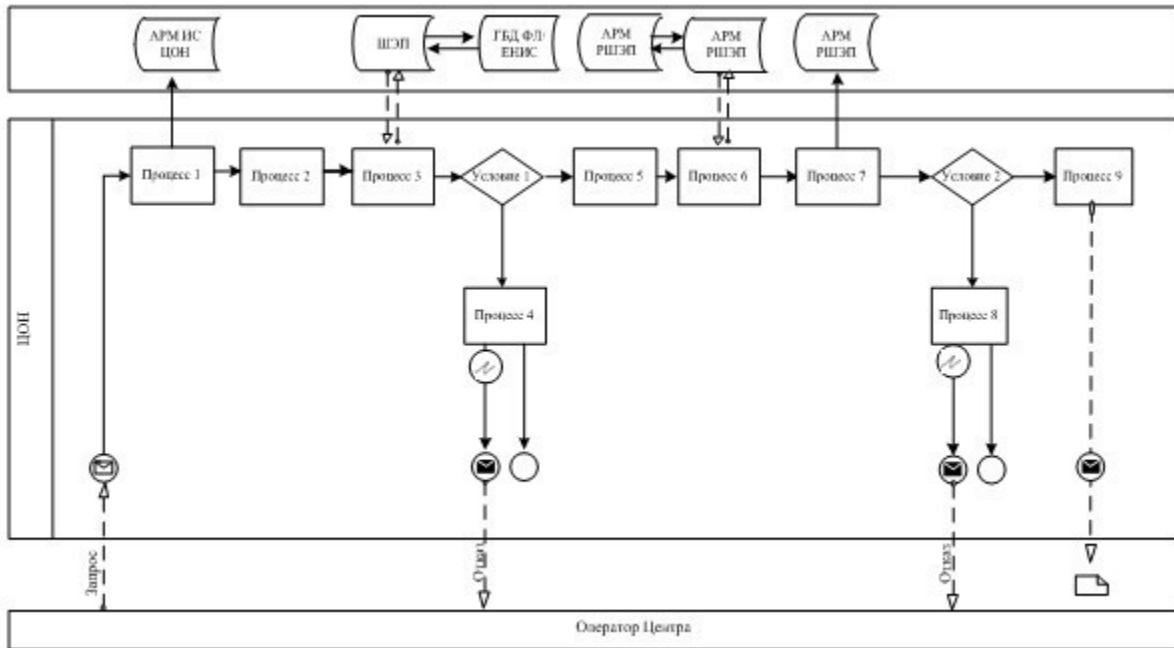 АРМ ИС
ЦОН
ШЭП
ГБД ФЛ/
ЕНИС
АРМ
РШЭП
АРМ
РШЭП
АРМ
РШЭП
Процесс 1
Процесс 2
Процесс 3
Условие 1
Процесс 5
Процесс 6
Процесс 7
Условие 2
Процесс 9
Процесс 4
Процесс 8
ЦОН
Запрос
Отказ
Отказ
Оператор Центра